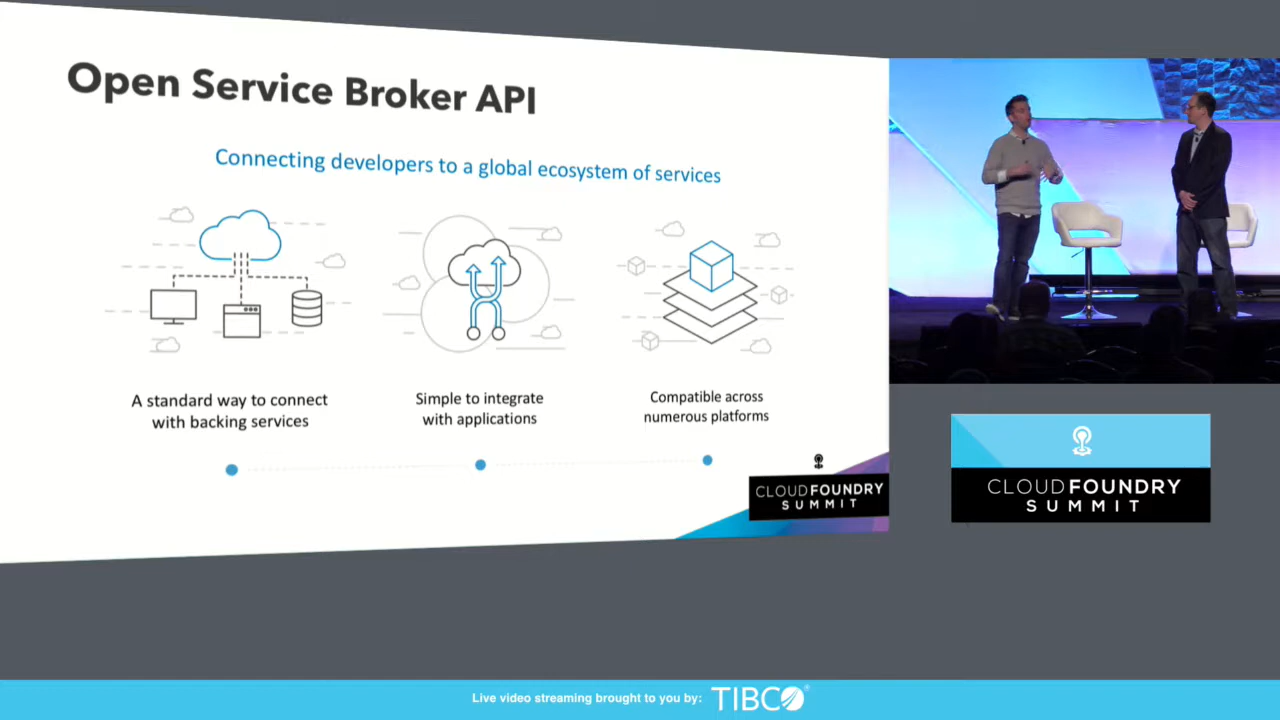 Open Service Broker API
Connecting developers to a global ecosystem of services
A standard way to connect
with backing services
Simple to integrate
with applications
Compatible across
numerous platforms
CLOUD FOUNDRY
SUMMIT
CLOUD FOUNDRY
SUMMIT
Live video streaming brought to you by: TIBCO®